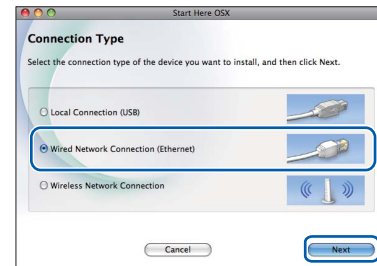 Start Here OSX
Connection Type
Select the connection type of the device you want to install, and then click Next.
Local Connection (USB)
Wired Network Connection (Ethernet)
Wireless Network Connection
Cancel
Next